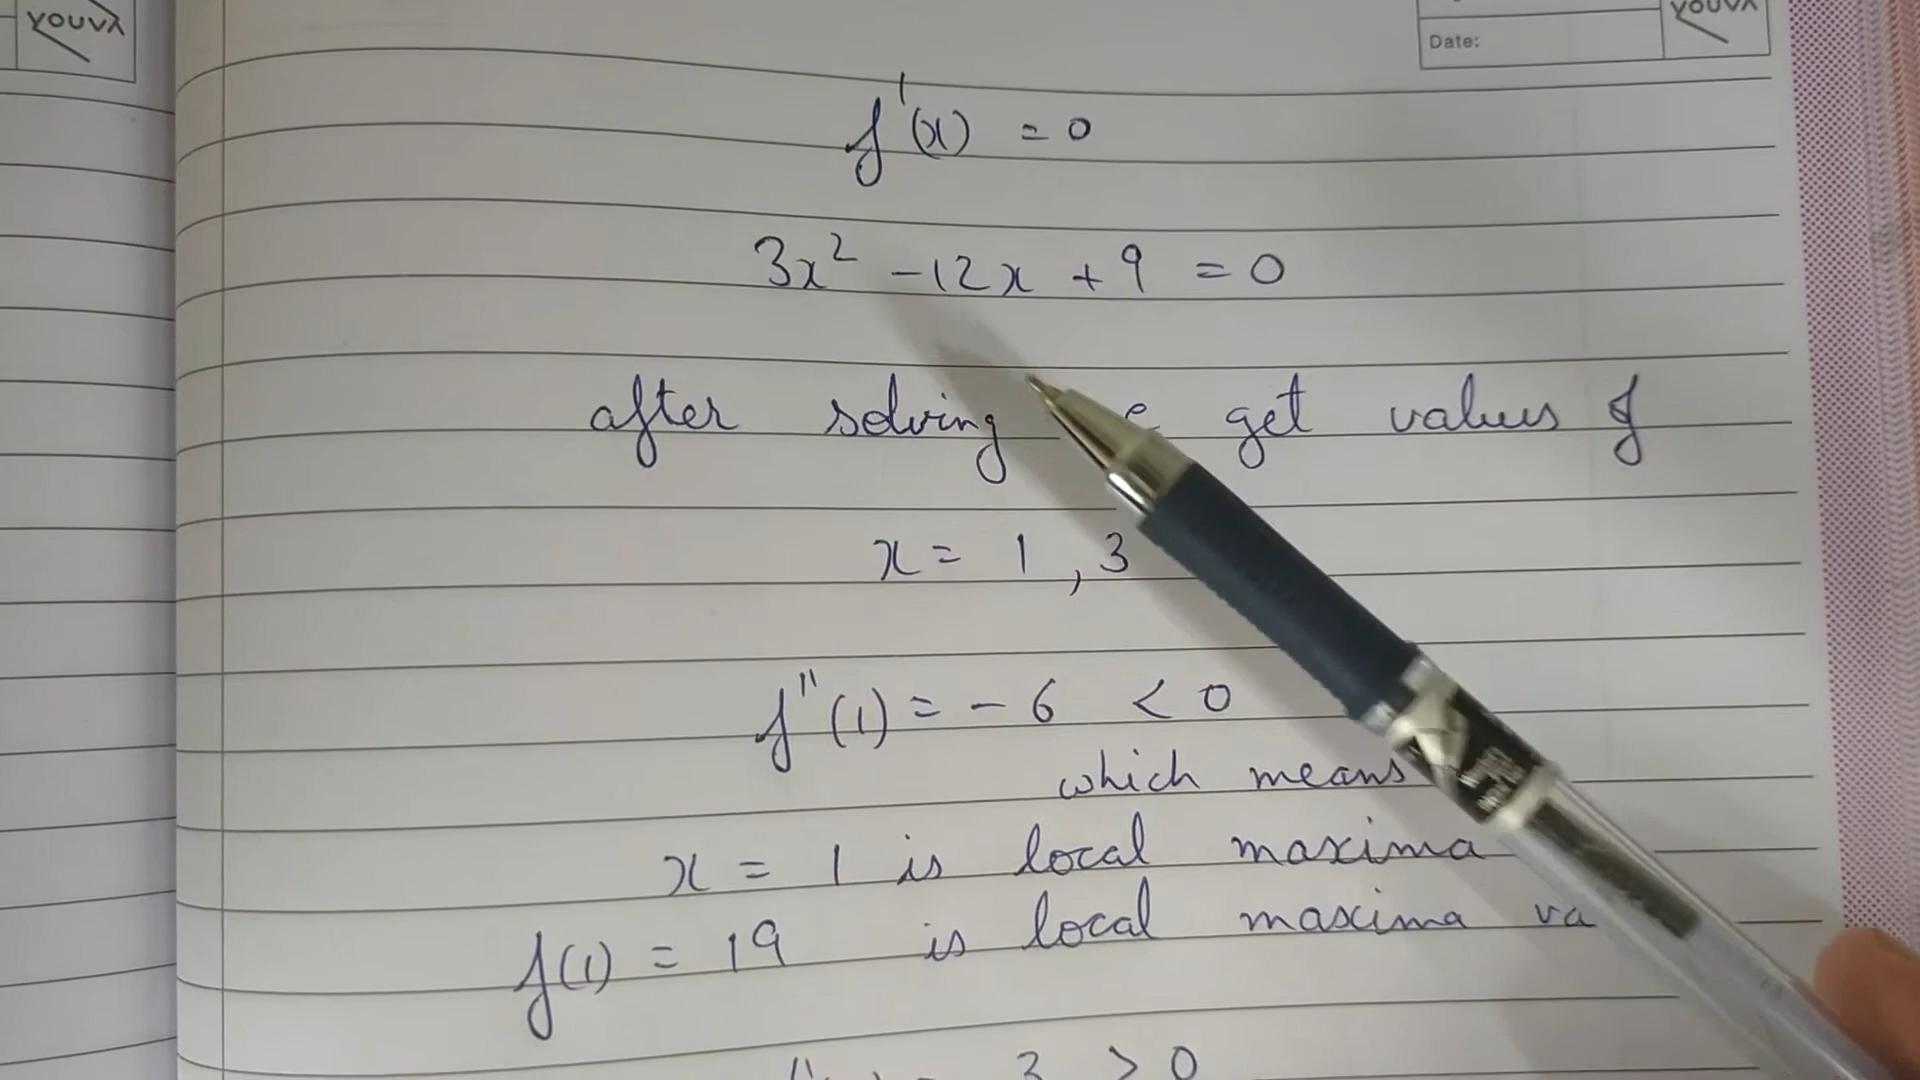 YOUVA
YOUVA
Date:
f'(x) = 0
3x² - 12x + 9 = 0
after solving get values of
x = 1, 3
f''(1) = - 6 < 0
which means
x = 1 is local maxima
f(1) = 19 is local maxima va
3 > 0